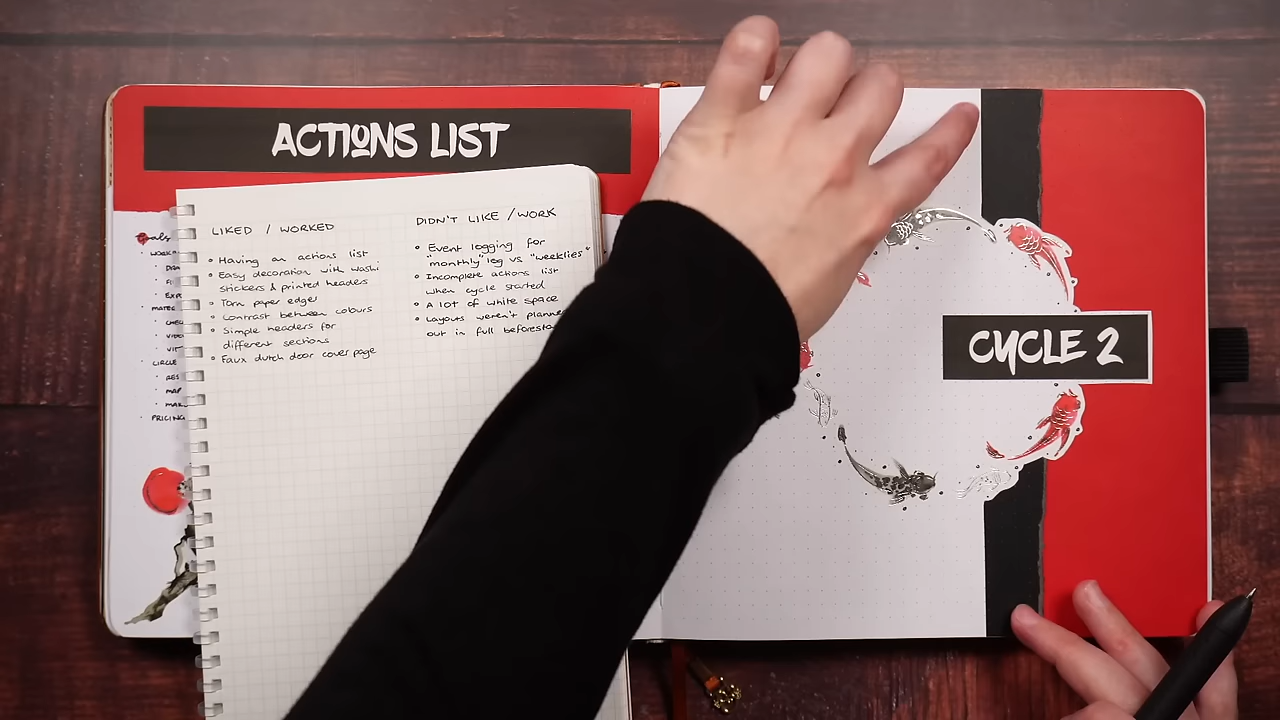 ACTIONS LIST
LIKED / WORKED
° Having an actions list
° Easy decoration with washi
stickers & printed headers
° Torn paper edges
° Contrast between colours
° Simple headers for
different sections
° Faux dutch door cover page
DIDN'T LIKE / WORK
° Event logging for
"monthly" log vs "weeklies"
° Incomplete actions list
when cycle started
° A lot of white space
° Layouts weren't
out in full
CYCLE 2
CIRCLE
PRICING